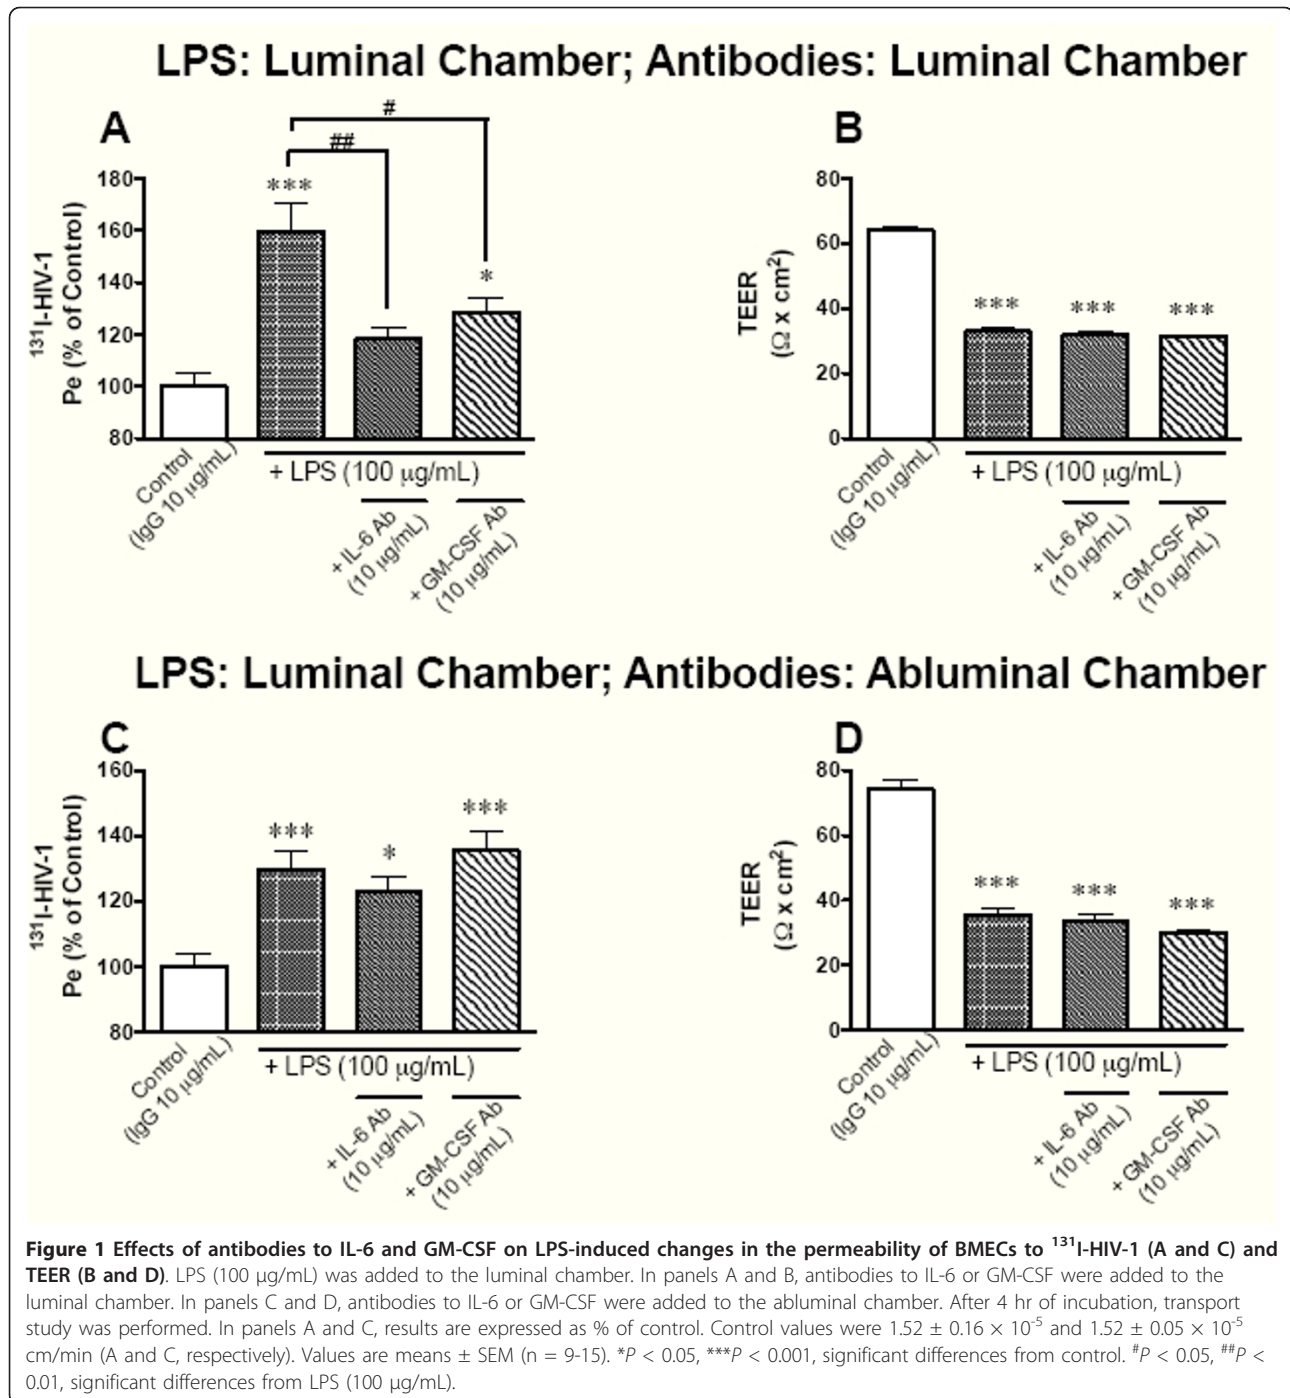 LPS: Luminal Chamber; Antibodies: Luminal Chamber
A
#
##
180
160
140
120
100
80
131I-HIV-1
Pe (% of Control)
***
*
Control
(IgG 10 µg/mL)
+ LPS (100 µg/mL)
+ IL-6 Ab
(10 µg/mL)
+ GM-CSF Ab
(10 µg/mL)
B
80
60
40
20
0
TEER
(Ω x cm²)
*** *** ***
Control
(IgG 10 µg/mL)
+ LPS (100 µg/mL)
+ IL-6 Ab
(10 µg/mL)
+ GM-CSF Ab
(10 µg/mL)
LPS: Luminal Chamber; Antibodies: Abluminal Chamber
C
160
140
120
100
80
131I-HIV-1
Pe (% of Control)
*** * ***
Control
(IgG 10 µg/mL)
+ LPS (100 µg/mL)
+ IL-6 Ab
(10 µg/mL)
+ GM-CSF Ab
(10 µg/mL)
D
80
60
40
20
0
TEER
(Ω x cm²)
*** *** ***
Control
(IgG 10 µg/mL)
+ LPS (100 µg/mL)
+ IL-6 Ab
(10 µg/mL)
+ GM-CSF Ab
(10 µg/mL)
Figure 1 Effects of antibodies to IL-6 and GM-CSF on LPS-induced changes in the permeability of BMECs to 131I-HIV-1 (A and C) and
TEER (B and D). LPS (100 µg/mL) was added to the luminal chamber. In panels A and B, antibodies to IL-6 or GM-CSF were added to the
luminal chamber. In panels C and D, antibodies to IL-6 or GM-CSF were added to the abluminal chamber. After 4 hr of incubation, transport
study was performed. In panels A and C, results are expressed as % of control. Control values were 1.52 ± 0.16 × 10-5 and 1.52 ± 0.05 × 10-5
cm/min (A and C, respectively). Values are means ± SEM (n = 9-15). *P < 0.05, ***P < 0.001, significant differences from control. #P < 0.05, ##P <
0.01, significant differences from LPS (100 µg/mL).